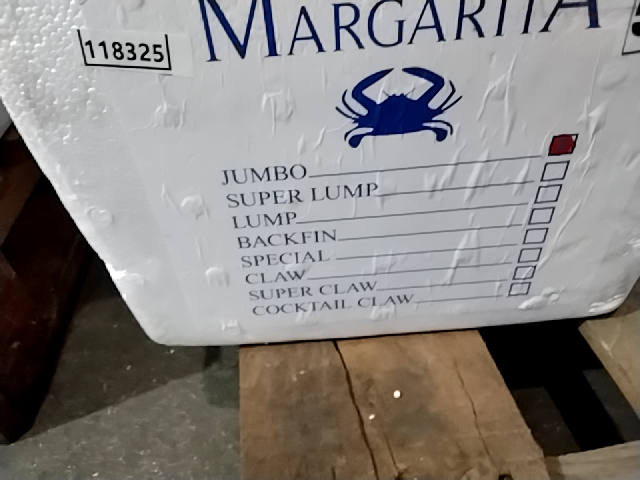 MARGARITA
118325
JUMBO
SUPER LUMP
LUMP
BACKFIN
SPECIAL
CLAW
SUPER CLAW
COCKTAIL CLAW